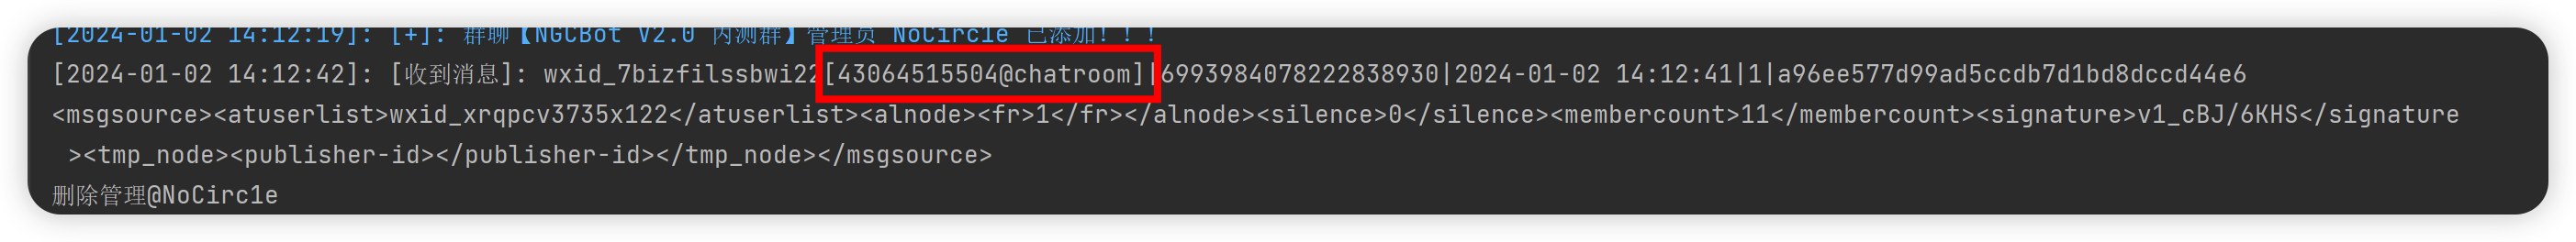 [2024-01-02 14:12:19]: [+]: 群聊【NGCBot V2.0 内测群】管理员 NoCirc1e 已添加！！！
[2024-01-02 14:12:42]: [收到消息]: wxid_7bizfilssbwi22[43064515504@chatroom]|6993984078222838930|2024-01-02 14:12:41|1|a96ee577d99ad5ccdb7d1bd8dccd44e6
<msgsource><atuserlist>wxid_xrqpcv3735x122</atuserlist><alnode><fr>1</fr></alnode><silence>0</silence><membercount>11</membercount><signature>v1_cBJ/6KHS</signature
><tmp_node><publisher-id></publisher-id></tmp_node></msgsource>
删除管理@NoCirc1e